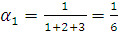 α₁ = 1/(1+2+3) = 1/6